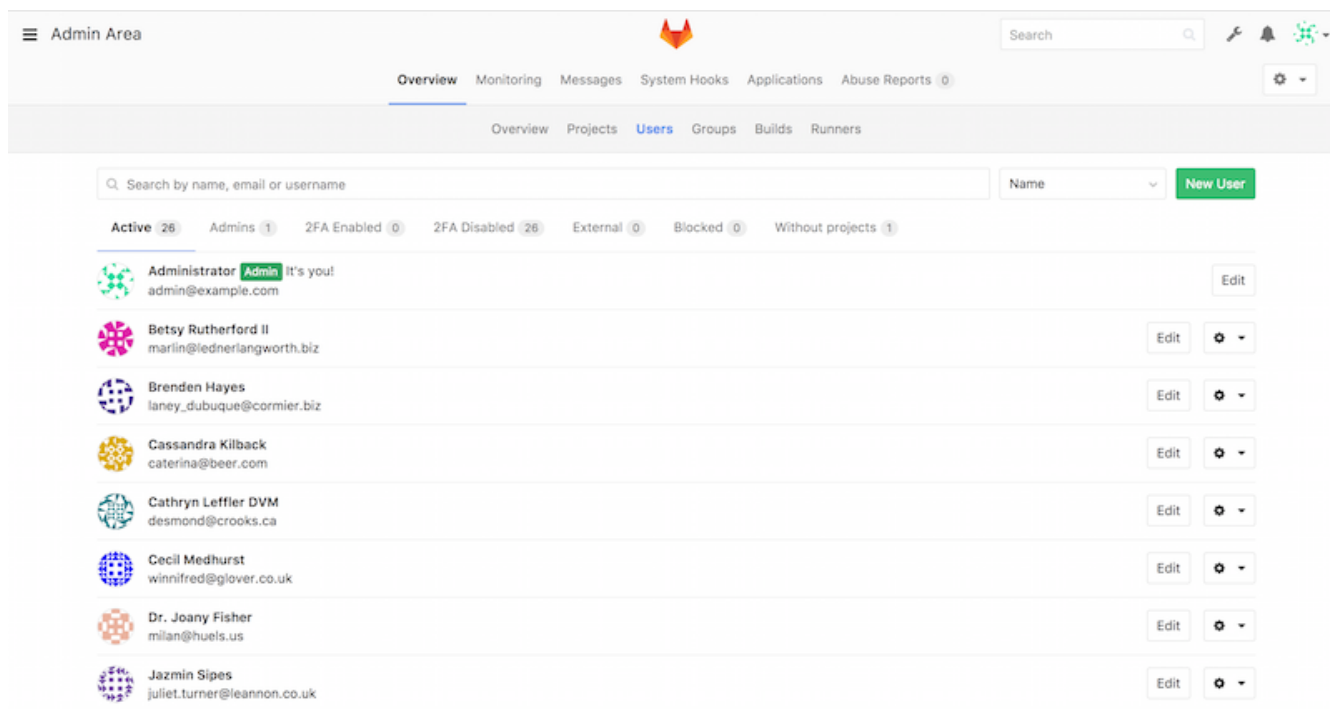 Admin Area
Search
Overview Monitoring Messages System Hooks Applications Abuse Reports 0
Overview Projects Users Groups Builds Runners
Search by name, email or username
Name
New User
Active 26 Admins 1 2FA Enabled 0 2FA Disabled 26 External 0 Blocked 0 Without projects 1
Administrator Admin It's you!
admin@example.com
Edit
Betsy Rutherford II
marlin@lednerlangworth.biz
Edit
Brenden Hayes
laney_dubuque@cormier.biz
Edit
Cassandra Kilback
caterina@beer.com
Edit
Cathryn Leffler DVM
desmond@crooks.ca
Edit
Cecil Medhurst
winnifred@glover.co.uk
Edit
Dr. Joany Fisher
milan@huels.us
Edit
Jazmin Sipes
juliet.turner@leannon.co.uk
Edit